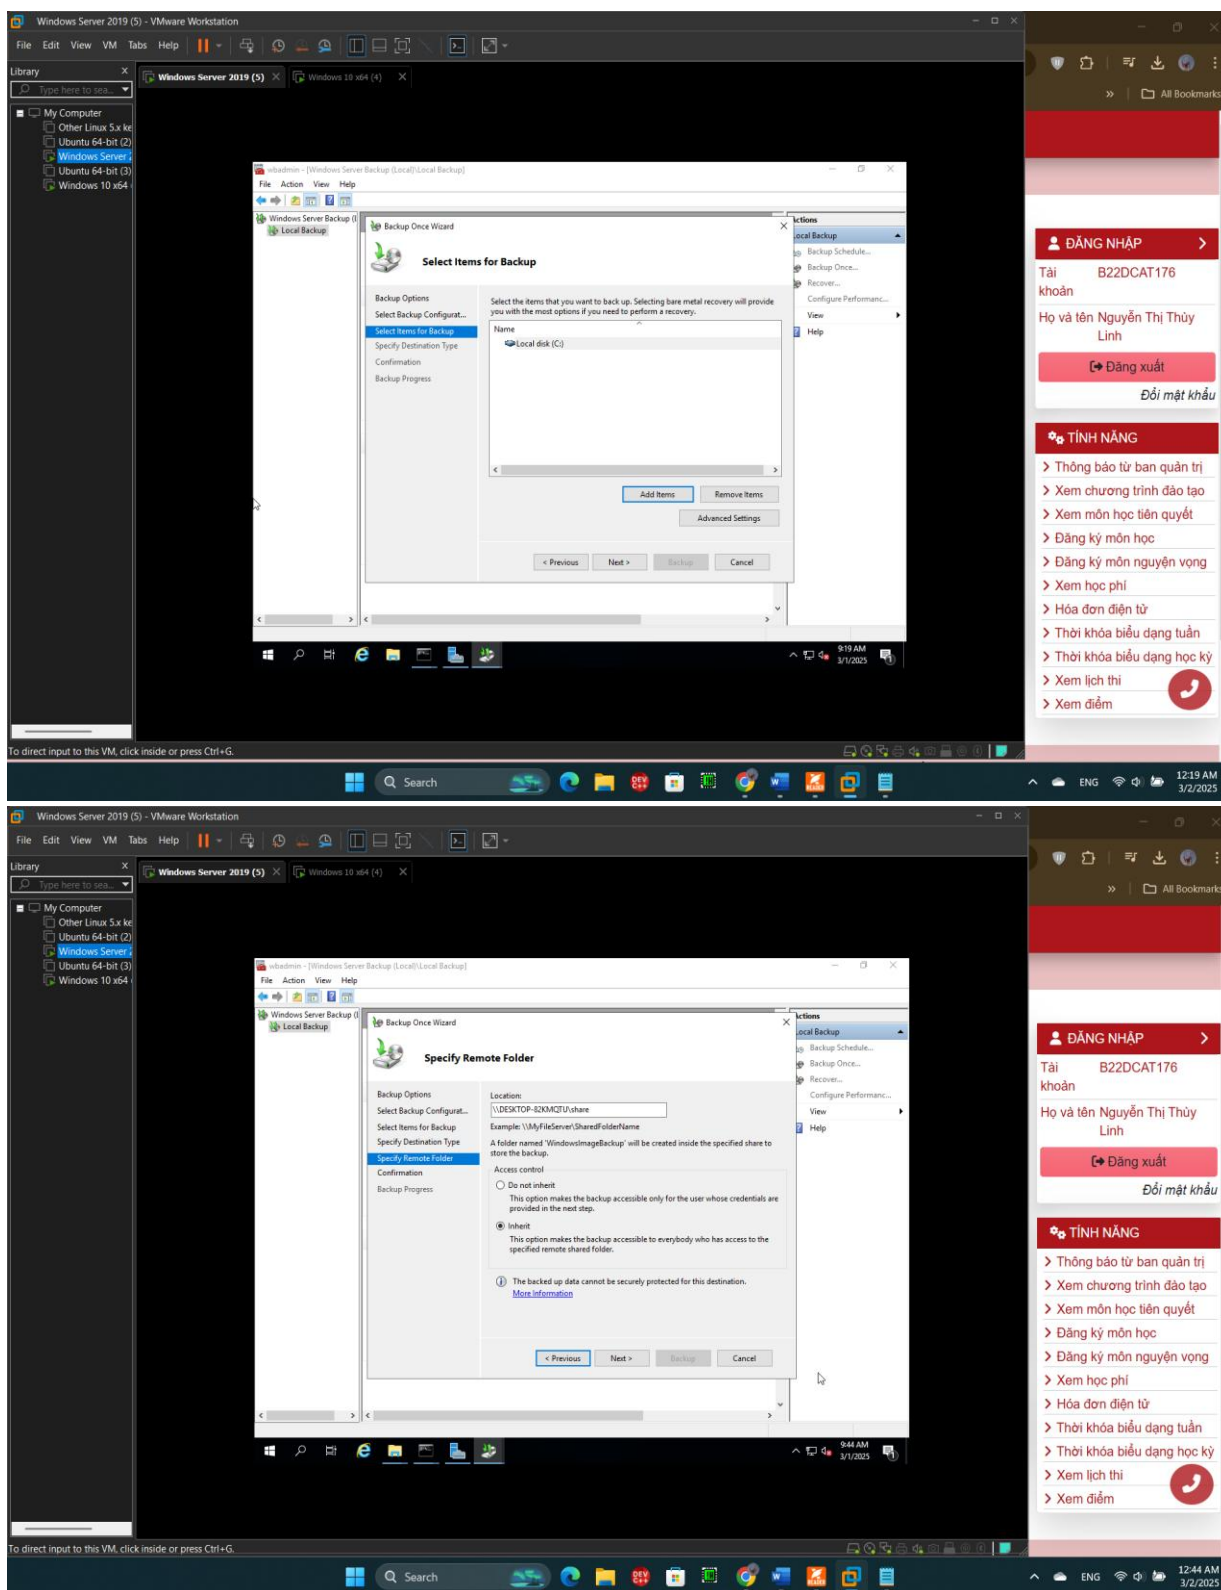 Windows Server 2019 (5) - VMware Workstation
File Edit View VM Tabs Help
Library X
Type here to sea...
Windows Server 2019 (5) X Windows 10 x64 (4) X
My Computer
Other Linux 5.x ke
Ubuntu 64-bit (2)
Windows Server
Ubuntu 64-bit (3)
Windows 10 x64
wbadmin - [Windows Server Backup (Local)\Local Backup]
File Action View Help
Windows Server Backup (l
Local Backup
Backup Once Wizard
Select Items for Backup
Backup Options
Select Backup Configurat...
Select Items for Backup
Specify Destination Type
Confirmation
Backup Progress
Select the items that you want to back up. Selecting bare metal recovery will provide
you with the most options if you need to perform a recovery.
Name
Local disk (C:)
Add Items Remove Items
Advanced Settings
< Previous Next > Backup Cancel
Actions
Local Backup
Backup Schedule...
Backup Once...
Recover...
Configure Performanc...
View
Help
9:19 AM
3/1/2025
To direct input to this VM, click inside or press Ctrl+G.
All Bookmarks
ĐĂNG NHẬP
Tài khoản B22DCAT176
Họ và tên Nguyễn Thị Thùy
Linh
Đăng xuất
Đổi mật khẩu
TÍNH NĂNG
Thông báo từ ban quản trị
Xem chương trình đào tạo
Xem môn học tiên quyết
Đăng ký môn học
Đăng ký môn nguyện vọng
Xem học phí
Hóa đơn điện tử
Thời khóa biểu dạng tuần
Thời khóa biểu dạng học kỳ
Xem lịch thi
Xem điểm
Search
ENG
12:19 AM
3/2/2025
Windows Server 2019 (5) - VMware Workstation
File Edit View VM Tabs Help
Library X
Type here to sea...
Windows Server 2019 (5) X Windows 10 x64 (4) X
My Computer
Other Linux 5.x ke
Ubuntu 64-bit (2)
Windows Server
Ubuntu 64-bit (3)
Windows 10 x64
wbadmin - [Windows Server Backup (Local)\Local Backup]
File Action View Help
Windows Server Backup (l
Local Backup
Backup Once Wizard
Specify Remote Folder
Backup Options
Select Backup Configurat...
Select Items for Backup
Specify Destination Type
Specify Remote Folder
Confirmation
Backup Progress
Location:
\\DESKTOP-82KMQTU\share
Example: \\MyFileServer\SharedFolderName
A folder named 'WindowsImageBackup' will be created inside the specified share to
store the backup.
Access control
Do not inherit
This option makes the backup accessible only for the user whose credentials are
provided in the next step.
Inherit
This option makes the backup accessible to everybody who has access to the
specified remote shared folder.
The backed up data cannot be securely protected for this destination.
More Information
< Previous Next > Backup Cancel
Actions
Local Backup
Backup Schedule...
Backup Once...
Recover...
Configure Performanc...
View
Help
9:44 AM
3/1/2025
To direct input to this VM, click inside or press Ctrl+G.
All Bookmarks
ĐĂNG NHẬP
Tài khoản B22DCAT176
Họ và tên Nguyễn Thị Thùy
Linh
Đăng xuất
Đổi mật khẩu
TÍNH NĂNG
Thông báo từ ban quản trị
Xem chương trình đào tạo
Xem môn học tiên quyết
Đăng ký môn học
Đăng ký môn nguyện vọng
Xem học phí
Hóa đơn điện tử
Thời khóa biểu dạng tuần
Thời khóa biểu dạng học kỳ
Xem lịch thi
Xem điểm
Search
ENG
12:44 AM
3/2/2025